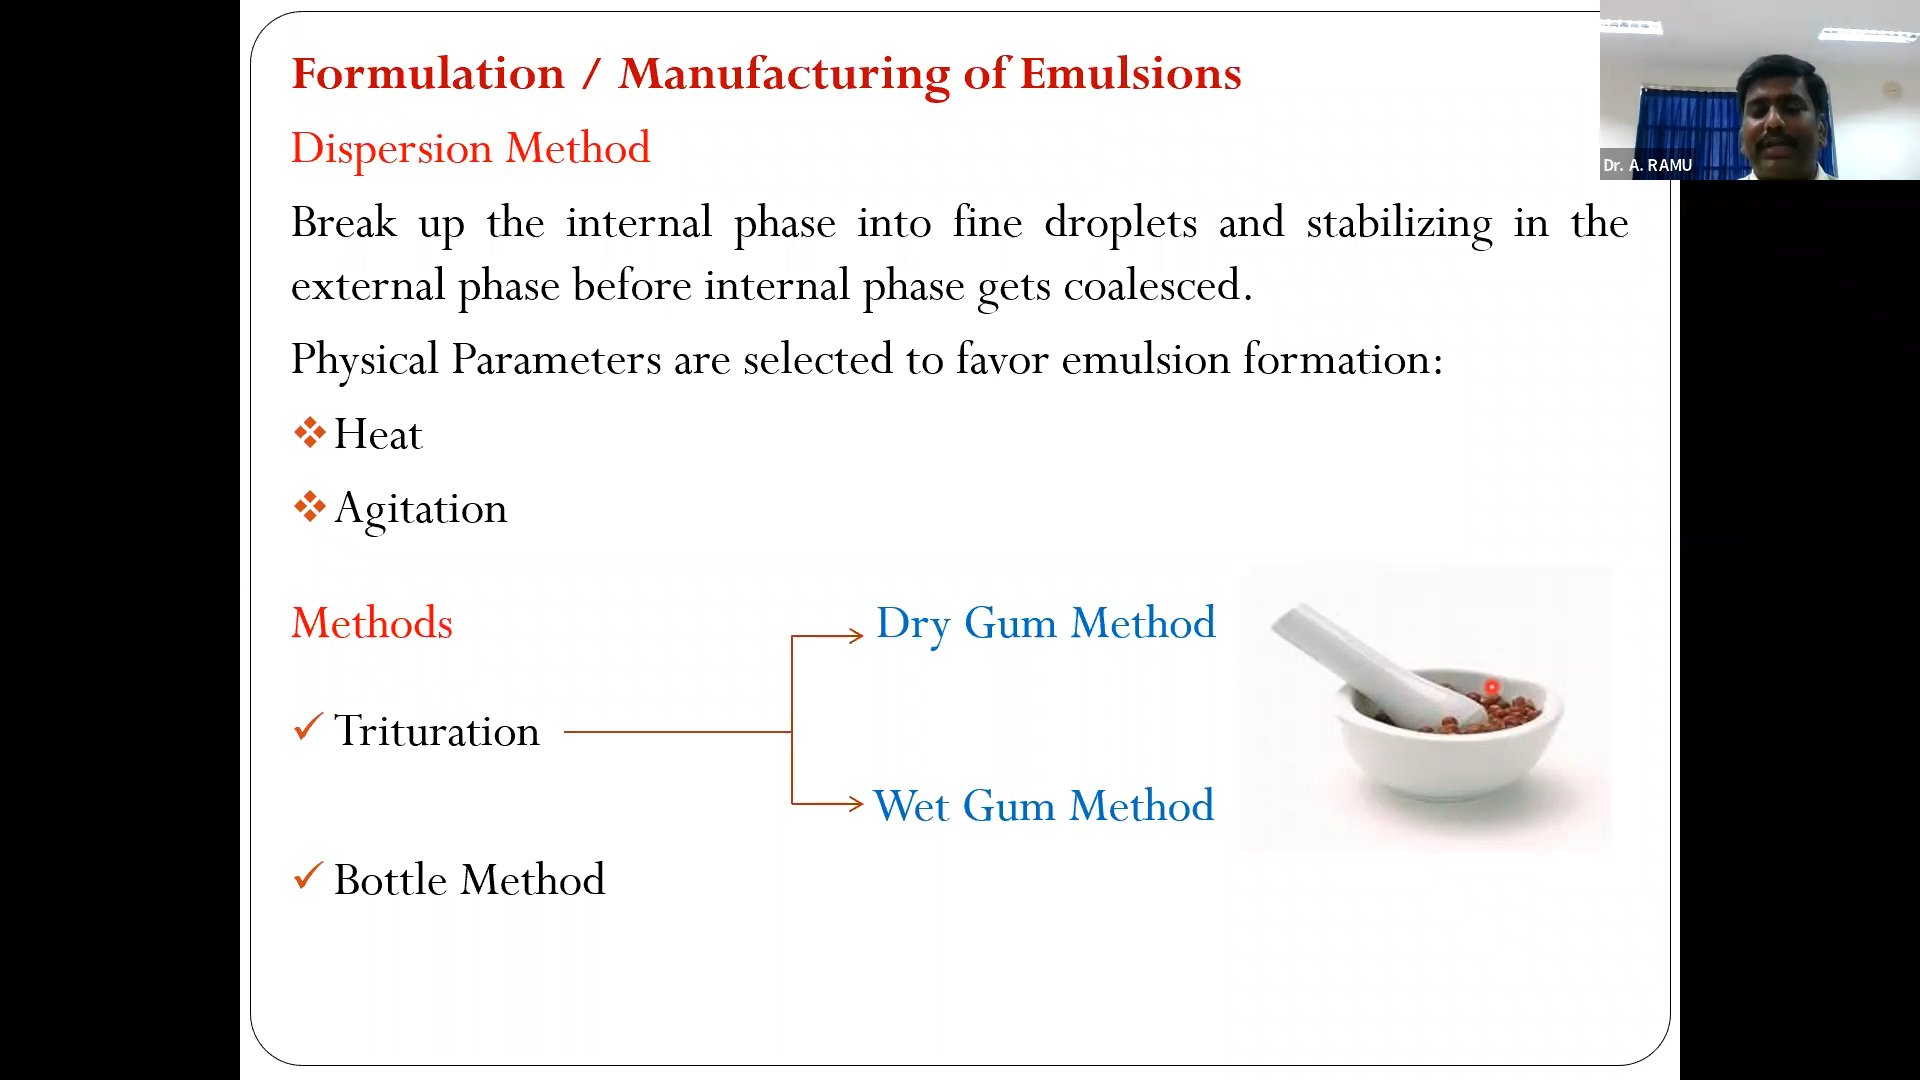 Formulation / Manufacturing of Emulsions
Dr. A. RAMU
Dispersion Method
Break up the internal phase into fine droplets and stabilizing in the
external phase before internal phase gets coalesced.
Physical Parameters are selected to favor emulsion formation:
Heat
Agitation
Methods
Dry Gum Method
Trituration
Wet Gum Method
Bottle Method